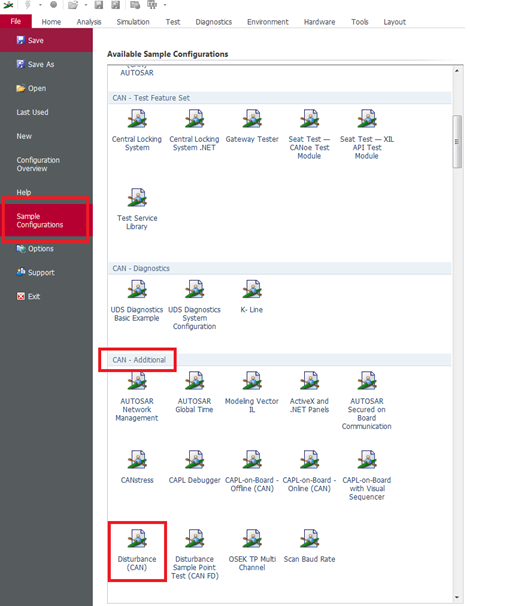 File Home Analysis Simulation Test Diagnostics Environment Hardware Tools Layout
Save
Save As
Open
Last Used
New
Configuration
Overview
Help
Sample
Configurations
Options
Support
Exit
Available Sample Configurations
(CAN)
AUTOSAR
CAN - Test Feature Set
Central Locking System
Central Locking System .NET
Gateway Tester
Seat Test — CANoe Test Module
Seat Test — XIL API Test Module
Test Service Library
CAN - Diagnostics
UDS Diagnostics Basic Example
UDS Diagnostics System Configuration
K- Line
CAN - Additional
AUTOSAR Network Management
AUTOSAR Global Time
Modeling Vector IL
ActiveX and .NET Panels
AUTOSAR Secured on Board Communication
CANstress
CAPL Debugger
CAPL-on-Board - Offline (CAN)
CAPL-on-Board - Online (CAN)
CAPL-on-Board with Visual Sequencer
Disturbance (CAN)
Disturbance Sample Point Test (CAN FD)
OSEK TP Multi Channel
Scan Baud Rate